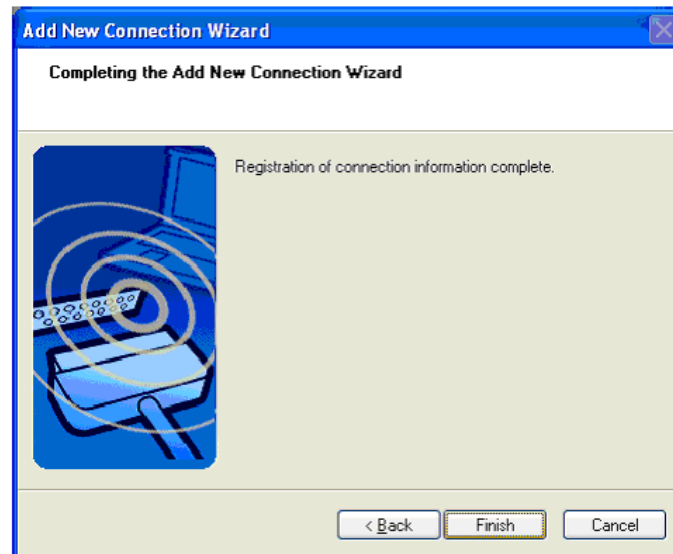 Add New Connection Wizard
Completing the Add New Connection Wizard
Registration of connection information complete.
< Back
Finish
Cancel